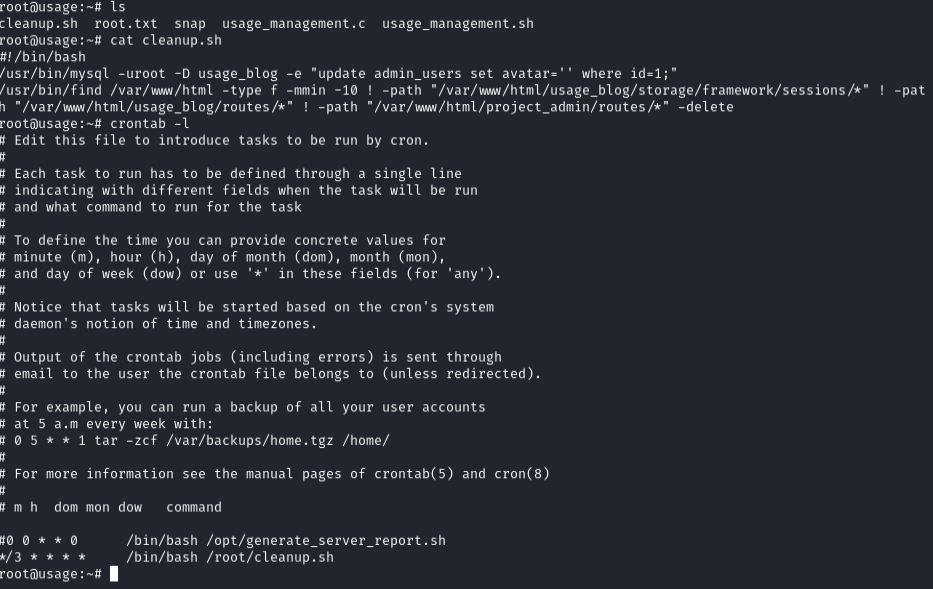 root@usage:~# ls
cleanup.sh  root.txt  snap  usage_management.c  usage_management.sh
root@usage:~# cat cleanup.sh
#!/bin/bash
/usr/bin/mysql -uroot -D usage_blog -e "update admin_users set avatar='' where id=1;"
/usr/bin/find /var/www/html -type f -mmin -10 ! -path "/var/www/html/usage_blog/storage/framework/sessions/*" ! -pat
h "/var/www/html/usage_blog/routes/*" ! -path "/var/www/html/project_admin/routes/*" -delete
root@usage:~# crontab -l
# Edit this file to introduce tasks to be run by cron.
#
# Each task to run has to be defined through a single line
# indicating with different fields when the task will be run
# and what command to run for the task
#
# To define the time you can provide concrete values for
# minute (m), hour (h), day of month (dom), month (mon),
# and day of week (dow) or use '*' in these fields (for 'any').
#
# Notice that tasks will be started based on the cron's system
# daemon's notion of time and timezones.
#
# Output of the crontab jobs (including errors) is sent through
# email to the user the crontab file belongs to (unless redirected).
#
# For example, you can run a backup of all your user accounts
# at 5 a.m every week with:
# 0 5 * * 1 tar -zcf /var/backups/home.tgz /home/
#
# For more information see the manual pages of crontab(5) and cron(8)
#
# m h  dom mon dow   command

#0 0 * * 0      /bin/bash /opt/generate_server_report.sh
*/3 * * * *     /bin/bash /root/cleanup.sh
root@usage:~#